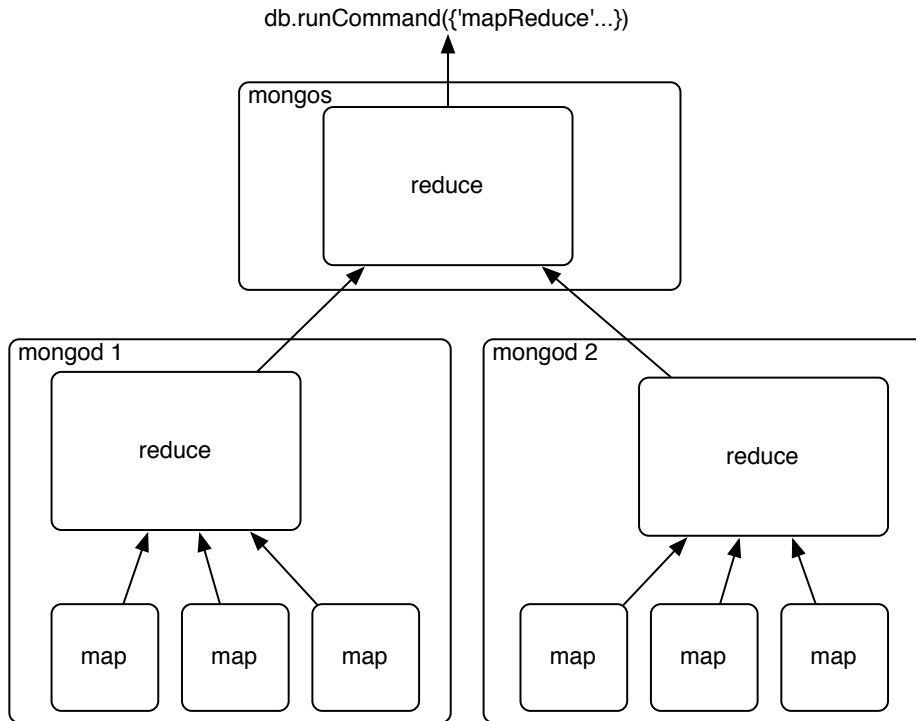 db.runCommand({'mapReduce'...})
mongos
reduce
mongod 1
reduce
map
map
map
mongod 2
reduce
map
map
map